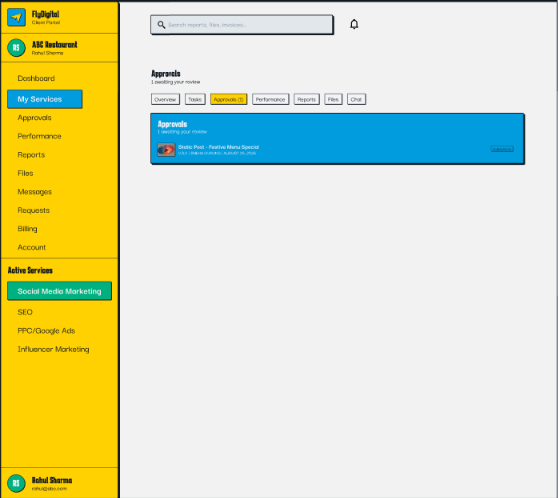 FlyDigital
Client Portal
RS
ABC Restaurant
Rahul Sharma
Dashboard
My Services
Approvals
Performance
Reports
Files
Messages
Requests
Billing
Account
Active Services
Social Media Marketing
SEO
PPC/Google Ads
Influencer Marketing
RS
Rahul Sharma
rahul@abc.com
Search reports, files, invoices...
Approvals
1 awaiting your review
Overview
Tasks
Approvals (1)
Performance
Reports
Files
Chat
Approvals
1 awaiting your review
Static Post - Festive Menu Special